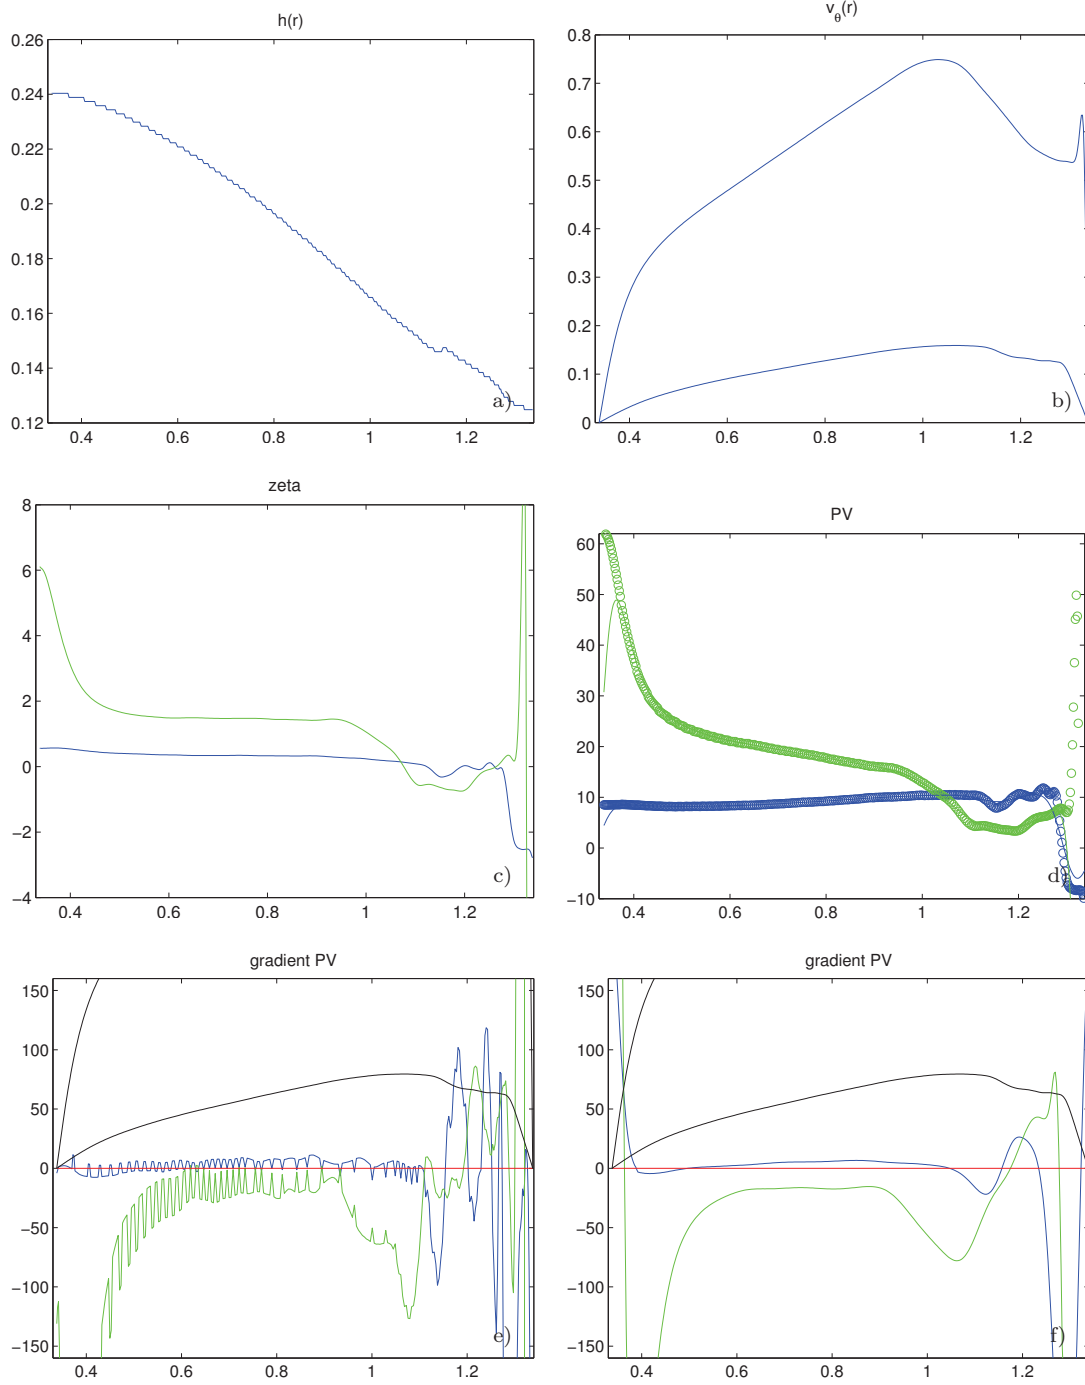 h(r)
0.26
0.24
0.22
0.2
0.18
0.16
0.14
0.12
0.4 0.6 0.8 1 1.2
a)
v_θ(r)
0.8
0.7
0.6
0.5
0.4
0.3
0.2
0.1
0
0.4 0.6 0.8 1 1.2
b)
zeta
8
6
4
2
0
−2
−4
0.4 0.6 0.8 1 1.2
c)
PV
60
50
40
30
20
10
0
−10
0.4 0.6 0.8 1 1.2
d)
gradient PV
150
100
50
0
−50
−100
−150
0.4 0.6 0.8 1 1.2
e)
gradient PV
150
100
50
0
−50
−100
−150
0.4 0.6 0.8 1 1.2
f)